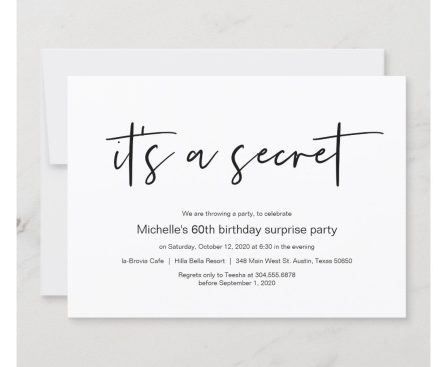 it's a secret
We are throwing a party, to celebrate
Michelle's 60th birthday surprise party
on Saturday, October 12, 2020 at 6:30 in the evening
la-Brovia Cafe | Hilla Bella Resort | 348 Main West St. Austin, Texas 50650
Regrets only to Teesha at 304.555.6878
before September 1, 2020